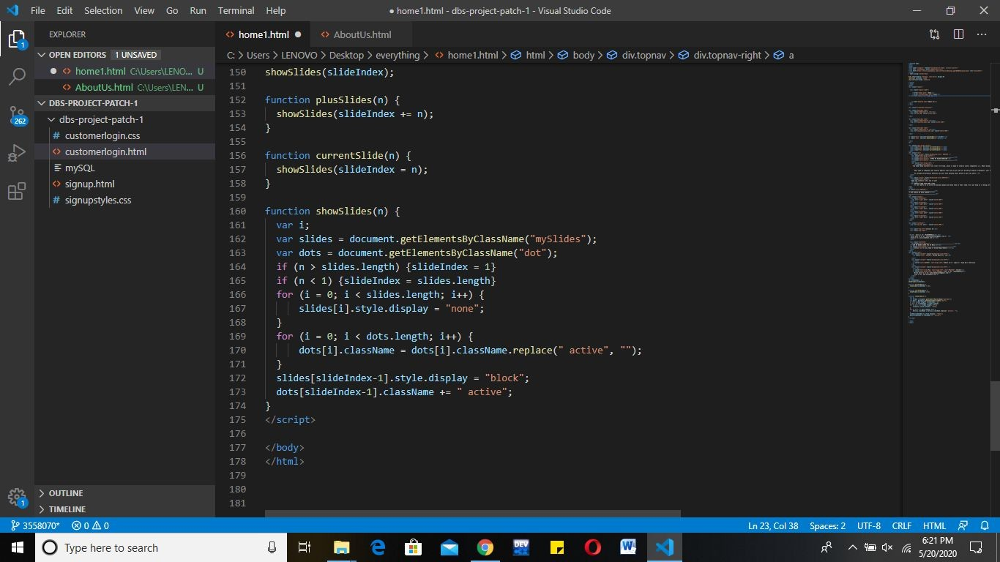 File Edit Selection View Go Run Terminal Help
● home1.html - dbs-project-patch-1 - Visual Studio Code
EXPLORER
OPEN EDITORS 1 UNSAVED
home1.html C:\Users\LENO... U
AboutUs.html C:\Users\LEN... U
DBS-PROJECT-PATCH-1
dbs-project-patch-1
# customerlogin.css
<> customerlogin.html
mySQL
<> signup.html
# signupstyles.css
OUTLINE
TIMELINE
1
262
1
<> home1.html ●
<> AboutUs.html
C: > Users > LENOVO > Desktop > everything > <> home1.html > html > body > div.topnav > div.topnav-right > a
150 showSlides(slideIndex);
151
152 function plusSlides(n) {
153 showSlides(slideIndex += n);
154 }
155
156 function currentSlide(n) {
157 showSlides(slideIndex = n);
158 }
159
160 function showSlides(n) {
161 var i;
162 var slides = document.getElementsByClassName("mySlides");
163 var dots = document.getElementsByClassName("dot");
164 if (n > slides.length) {slideIndex = 1}
165 if (n < 1) {slideIndex = slides.length}
166 for (i = 0; i < slides.length; i++) {
167 slides[i].style.display = "none";
168 }
169 for (i = 0; i < dots.length; i++) {
170 dots[i].className = dots[i].className.replace(" active", "");
171 }
172 slides[slideIndex-1].style.display = "block";
173 dots[slideIndex-1].className += " active";
174 }
175 </script>
176
177 </body>
178 </html>
179
180
181
3558070* 0 0
Ln 23, Col 38 Spaces: 2 UTF-8 CRLF HTML
Type here to search
DEV
6:21 PM
5/20/2020